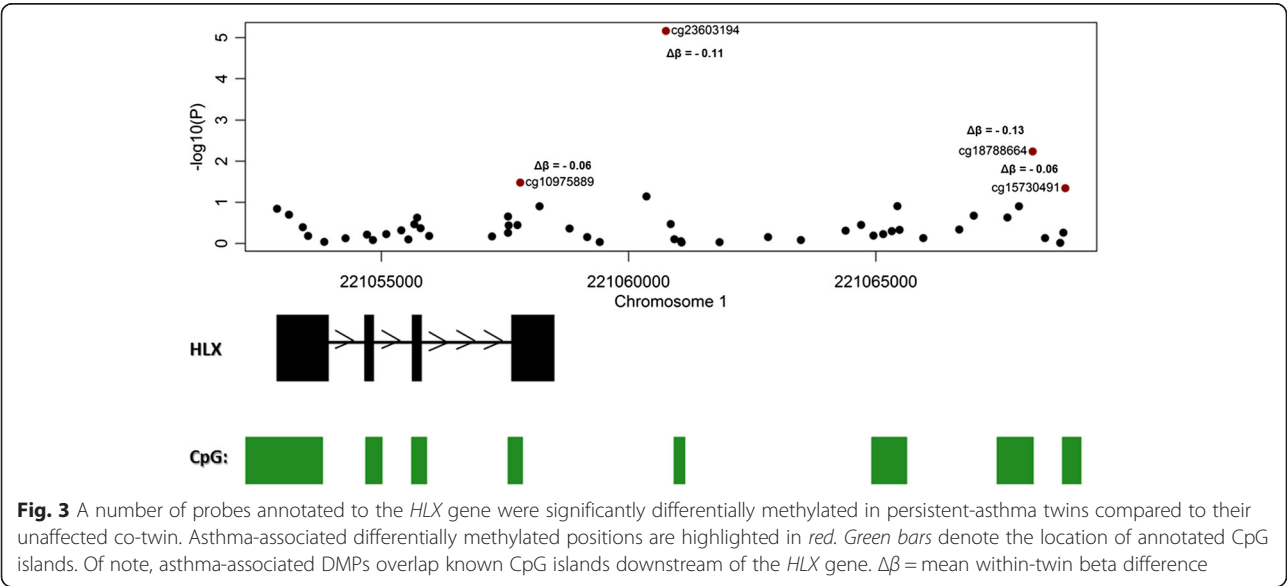 5
cg23603194
Δβ = - 0.11
4
-log10(P)
3
Δβ = - 0.13
2
cg18788664
Δβ = - 0.06
Δβ = - 0.06
cg10975889
cg15730491
1
0
221055000
221060000
221065000
Chromosome 1
HLX
CpG:
Fig. 3 A number of probes annotated to the HLX gene were significantly differentially methylated in persistent-asthma twins compared to their
unaffected co-twin. Asthma-associated differentially methylated positions are highlighted in red. Green bars denote the location of annotated CpG
islands. Of note, asthma-associated DMPs overlap known CpG islands downstream of the HLX gene. Δβ = mean within-twin beta difference